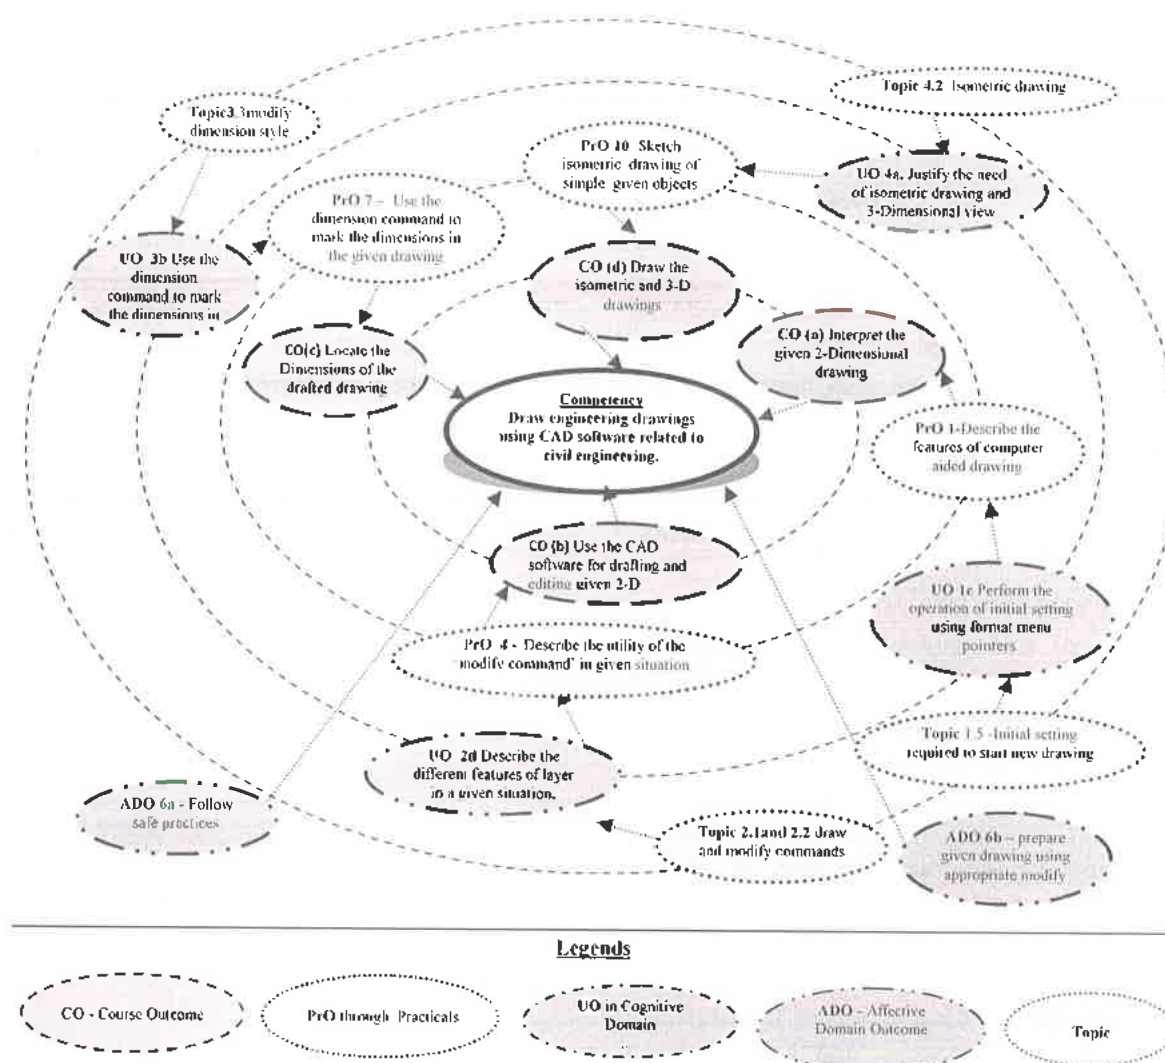 Topic3.3modify
dimension style
Topic 4.2 Isometric drawing
PrO 10 Sketch
isometric drawing of
simple given objects
UO 4a. Justify the need
of isometric drawing and
3-Dimensional view
PrO 7 – Use the
dimension command to
mark the dimensions in
the given drawing
UO 3b Use the
dimension
command to mark
the dimensions in
CO (d) Draw the
isometric and 3-D
drawings
CO (a) Interpret the
given 2-Dimensional
drawing
CO(c) Locate the
Dimensions of the
drafted drawing
Competency
Draw engineering drawings
using CAD software related to
civil engineering.
PrO 1-Describe the
features of computer
aided drawing
CO (b) Use the CAD
software for drafting and
editing given 2-D
UO 1c Perform the
operation of initial setting
using format menu
pointers
PrO 4 - Describe the utility of the
'modify command' in given situation
Topic 1.5 -Initial setting
required to start new drawing
UO 2d Describe the
different features of layer
in a given situation.
ADO 6a - Follow
safe practices
Topic 2.1and 2.2 draw
and modify commands
ADO 6b – prepare
given drawing using
appropriate modify
Legends
CO - Course Outcome
PrO through Practicals
UO in Cognitive
Domain
ADO - Affective
Domain Outcome
Topic